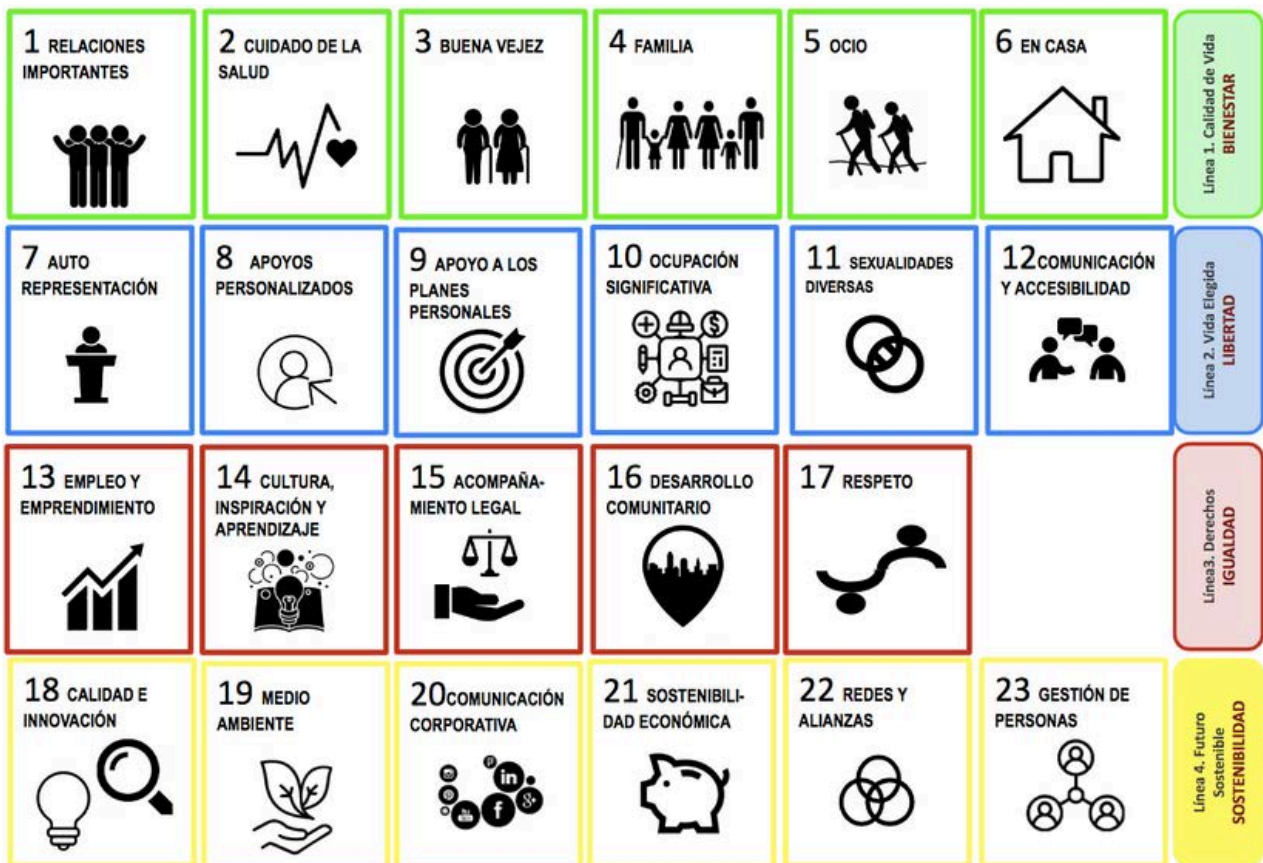 1 RELACIONES
IMPORTANTES
2 CUIDADO DE LA
SALUD
3 BUENA VEJEZ
4 FAMILIA
5 OCIO
6 EN CASA
Línea 1. Calidad de Vida
BIENESTAR
7 AUTO
REPRESENTACIÓN
8 APOYOS
PERSONALIZADOS
9 APOYO A LOS
PLANES
PERSONALES
10 OCUPACIÓN
SIGNIFICATIVA
11 SEXUALIDADES
DIVERSAS
12COMUNICACIÓN
Y ACCESIBILIDAD
Línea 2. Vida Elegida
LIBERTAD
13 EMPLEO Y
EMPRENDIMIENTO
14 CULTURA,
INSPIRACIÓN Y
APRENDIZAJE
15 ACOMPAÑA-
MIENTO LEGAL
16 DESARROLLO
COMUNITARIO
17 RESPETO
Línea3. Derechos
IGUALDAD
18 CALIDAD E
INNOVACIÓN
19 MEDIO
AMBIENTE
20COMUNICACIÓN
CORPORATIVA
in
f
g+
21 SOSTENIBILI-
DAD ECONÓMICA
22 REDES Y
ALIANZAS
23 GESTIÓN DE
PERSONAS
Línea 4. Futuro
Sostenible
SOSTENIBILIDAD